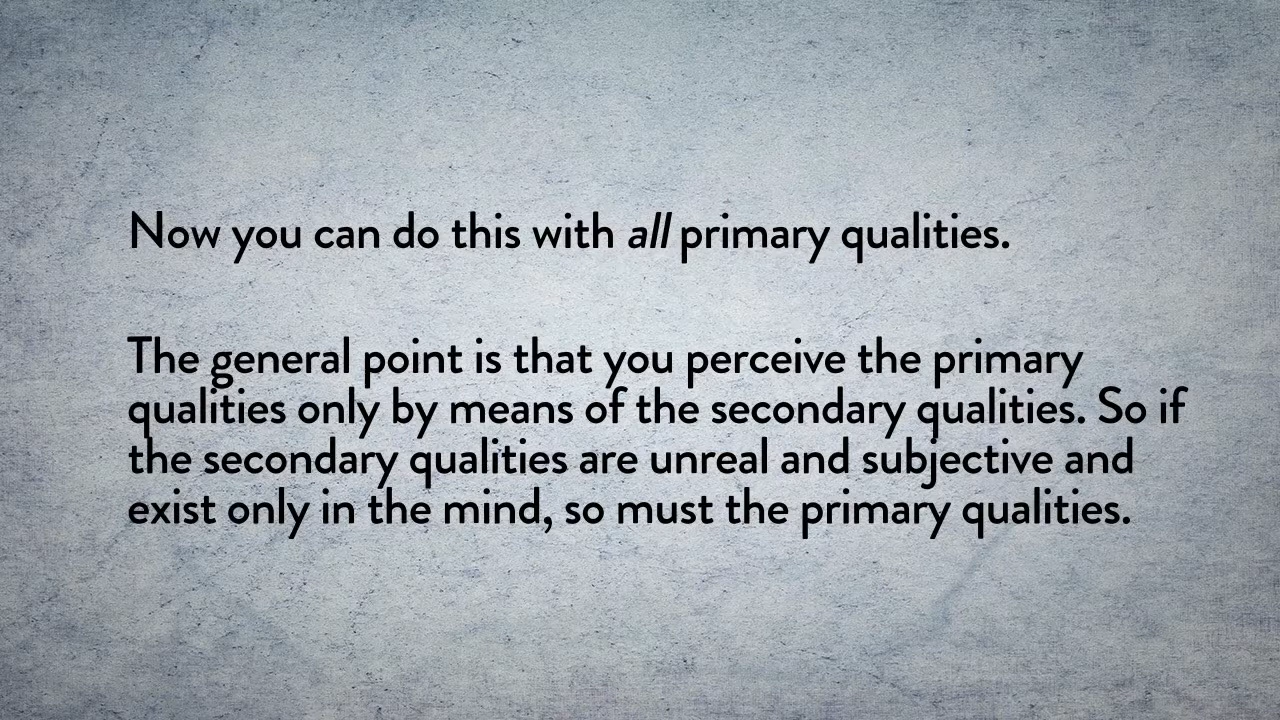 Now you can do this with all primary qualities.
The general point is that you perceive the primary
qualities only by means of the secondary qualities. So if
the secondary qualities are unreal and subjective and
exist only in the mind, so must the primary qualities.